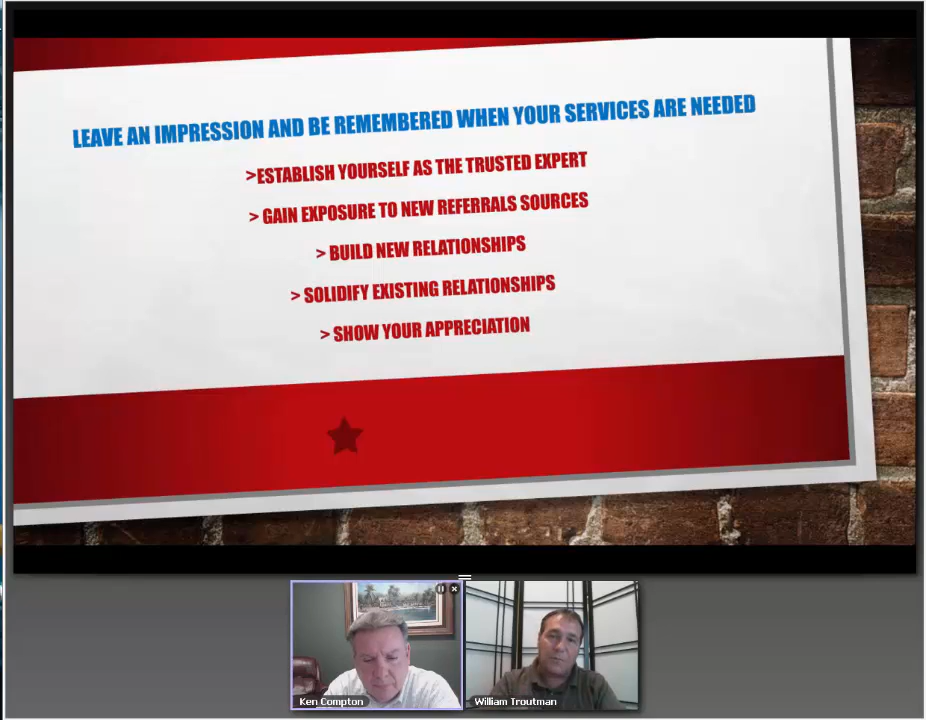 LEAVE AN IMPRESSION AND BE REMEMBERED WHEN YOUR SERVICES ARE NEEDED
>ESTABLISH YOURSELF AS THE TRUSTED EXPERT
> GAIN EXPOSURE TO NEW REFERRALS SOURCES
> BUILD NEW RELATIONSHIPS
> SOLIDIFY EXISTING RELATIONSHIPS
> SHOW YOUR APPRECIATION
Ken Compton
William Troutman